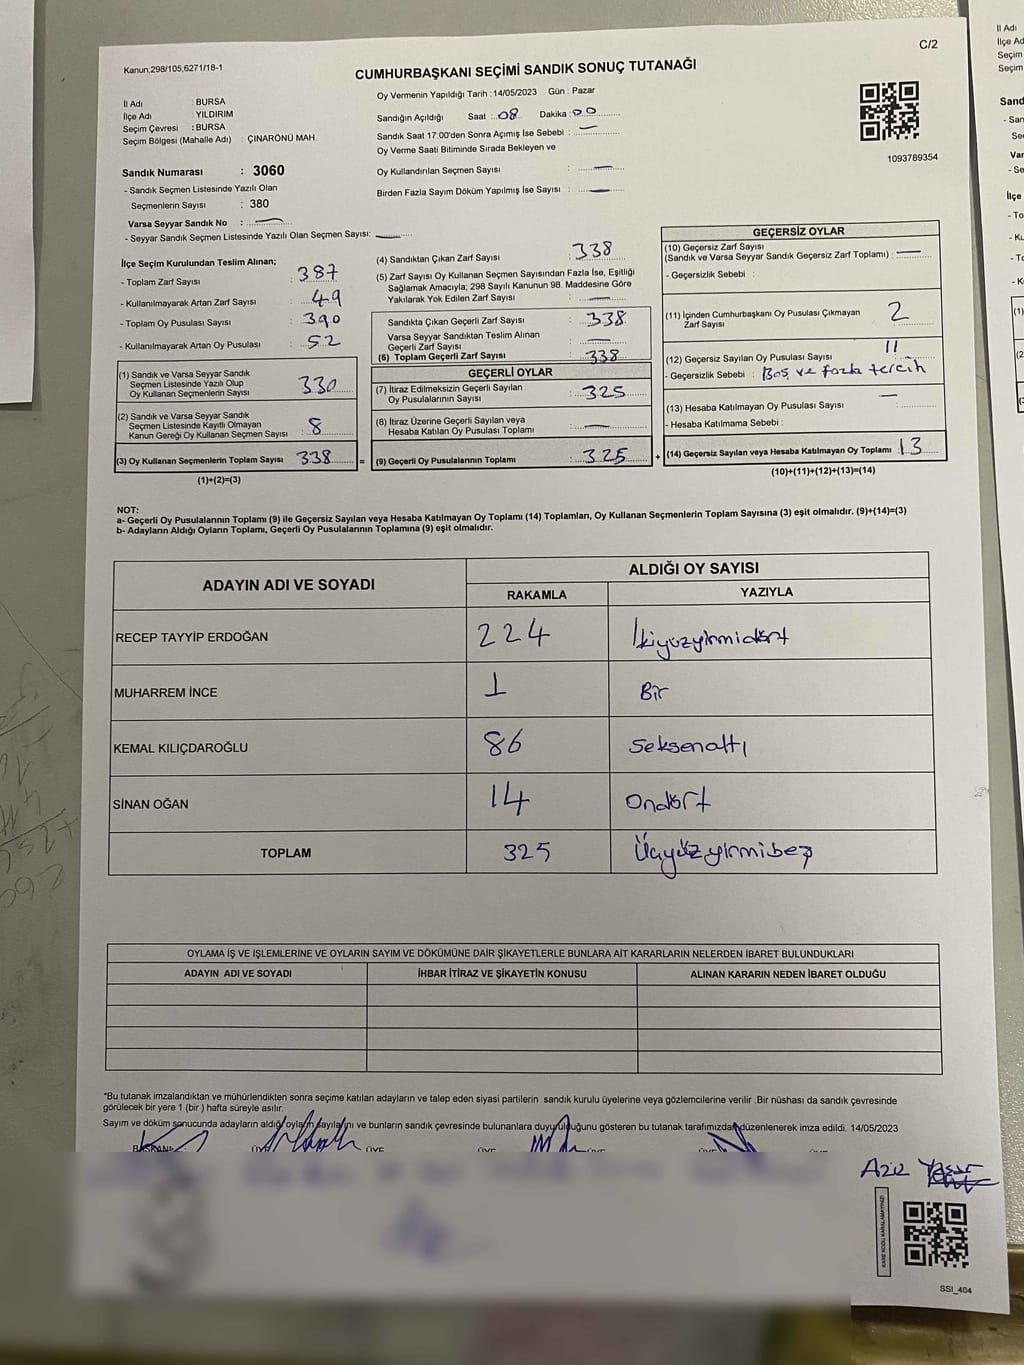 C/2
Kanun:298/105,6271/18-1
CUMHURBAŞKANI SEÇİMİ SANDIK SONUÇ TUTANAĞI
İl Adı : BURSA
İlçe Adı : YILDIRIM
Seçim Çevresi : BURSA
Seçim Bölgesi (Mahalle Adı) : ÇINARÖNÜ MAH.
Sandık Numarası : 3060
- Sandık Seçmen Listesinde Yazılı Olan
Seçmenlerin Sayısı : 380
Varsa Seyyar Sandık No :
- Seyyar Sandık Seçmen Listesinde Yazılı Olan Seçmen Sayısı:
Oy Vermenin Yapıldığı Tarih : 14/05/2023 Gün : Pazar
Sandığın Açıldığı Saat : 08 Dakika : 00
Sandık Saat 17:00'den Sonra Açılmış İse Sebebi : —
Oy Verme Saati Bitiminde Sırada Bekleyen ve
Oy Kullandırılan Seçmen Sayısı : —
Birden Fazla Sayım Döküm Yapılmış İse Sayısı : —
1093789354
İlçe Seçim Kurulundan Teslim Alınan;
- Toplam Zarf Sayısı : 387
- Kullanılmayarak Artan Zarf Sayısı : 49
- Toplam Oy Pusulası Sayısı : 390
- Kullanılmayarak Artan Oy Pusulası : 52
(1) Sandık ve Varsa Seyyar Sandık
Seçmen Listesinde Yazılı Olup
Oy Kullanan Seçmenlerin Sayısı 330
(2) Sandık ve Varsa Seyyar Sandık
Seçmen Listesinde Kayıtlı Olmayan
Kanun Gereği Oy Kullanan Seçmen Sayısı 8
(3) Oy Kullanan Seçmenlerin Toplam Sayısı 338 =
(1)+(2)=(3)
(4) Sandıktan Çıkan Zarf Sayısı 338
(5) Zarf Sayısı Oy Kullanan Seçmen Sayısından Fazla İse, Eşitliği
Sağlamak Amacıyla; 298 Sayılı Kanunun 98. Maddesine Göre
Yakılarak Yok Edilen Zarf Sayısı : —
Sandıkta Çıkan Geçerli Zarf Sayısı : 338
Varsa Seyyar Sandıktan Teslim Alınan
Geçerli Zarf Sayısı : —
(6) Toplam Geçerli Zarf Sayısı : 338
GEÇERLİ OYLAR
(7) İtiraz Edilmeksizin Geçerli Sayılan
Oy Pusulalarının Sayısı : 325
(8) İtiraz Üzerine Geçerli Sayılan veya
Hesaba Katılan Oy Pusulası Toplamı : —
(9) Geçerli Oy Pusulalarının Toplamı : 325 +
GEÇERSİZ OYLAR
(10) Geçersiz Zarf Sayısı
(Sandık ve Varsa Seyyar Sandık Geçersiz Zarf Toplamı) : —
- Geçersizlik Sebebi :
(11) İçinden Cumhurbaşkanı Oy Pusulası Çıkmayan
Zarf Sayısı : 2
(12) Geçersiz Sayılan Oy Pusulası Sayısı : 11
- Geçersizlik Sebebi : Boş ve fazla tercih
(13) Hesaba Katılmayan Oy Pusulası Sayısı : —
- Hesaba Katılmama Sebebi :
(14) Geçersiz Sayılan veya Hesaba Katılmayan Oy Toplamı : 13
(10)+(11)+(12)+(13)=(14)
NOT:
a- Geçerli Oy Pusulalarının Toplamı (9) ile Geçersiz Sayılan veya Hesaba Katılmayan Oy Toplamı (14) Toplamları, Oy Kullanan Seçmenlerin Toplam Sayısına (3) eşit olmalıdır. (9)+(14)=(3)
b- Adayların Aldığı Oyların Toplamı, Geçerli Oy Pusulalarının Toplamına (9) eşit olmalıdır.
ADAYIN ADI VE SOYADI ALDIĞI OY SAYISI
RAKAMLA YAZIYLA
RECEP TAYYİP ERDOĞAN 224 İkiyüzyirmidört
MUHARREM İNCE 1 Bir
KEMAL KILIÇDAROĞLU 86 Seksenaltı
SİNAN OĞAN 14 Ondört
TOPLAM 325 Üçyüzyirmibeş
OYLAMA İŞ VE İŞLEMLERİNE VE OYLARIN SAYIM VE DÖKÜMÜNE DAİR ŞİKAYETLERLE BUNLARA AİT KARARLARIN NELERDEN İBARET BULUNDUKLARI
ADAYIN ADI VE SOYADI İHBAR İTİRAZ VE ŞİKAYETİN KONUSU ALINAN KARARIN NEDEN İBARET OLDUĞU
*Bu tutanak imzalandıktan ve mühürlendikten sonra seçime katılan adayların ve talep eden siyasi partilerin sandık kurulu üyelerine veya gözlemcilerine verilir .Bir nüshası da sandık çevresinde
görülecek bir yere 1 (bir ) hafta süreyle asılır.
Sayım ve döküm sonucunda adayların aldığı oyların sayılarını ve bunların sandık çevresinde bulunanlara duyurulduğunu gösteren bu tutanak tarafımızdan düzenlenerek imza edildi. 14/05/2023
BAŞKAN ÜYE ÜYE ÜYE ÜYE ÜYE
Aziz Yaşar
KARE KODU KARALAMAYINIZ!
SSI_404